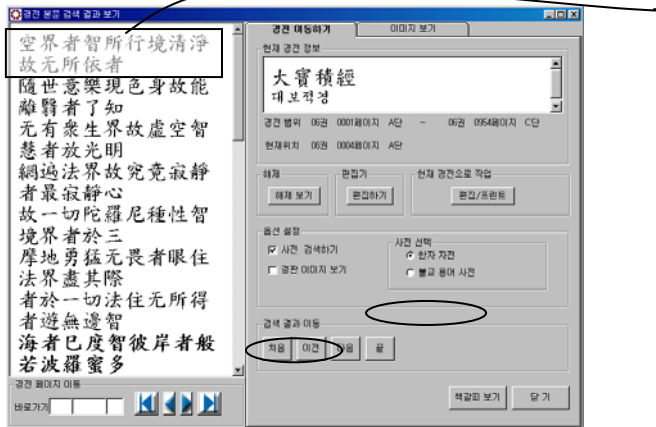 경전 본문 검색 결과 보기
空界者智所行境清淨
故无所依者
隨世意樂現色身故能
離翳者了知
无有衆生界故虛空智
慧者放光明
網遍法界故究竟寂靜
者最寂靜心
故一切陀羅尼種性智
境界者於三
摩地勇猛无畏者眼住
法界盡其際
者於一切法住无所得
者遊無邊智
海者已度智彼岸者般
若波羅蜜多
경전 페이지 이동
바로가기
경전 이동하기
이미지 보기
현재 경전 정보
大寶積經
대보적경
경전 범위 06권 0001페이지 A단 ~ 06권 0954페이지 C단
현재위치 06권 0004페이지 A단
해제
해제 보기
편집기
편집하기
현재 경전으로 작업
편집/프린트
옵션 설정
사전 검색하기
경판 이미지 보기
사전 선택
한자 자전
불교 용어 사전
검색 결과 이동
처음
이전
다음
끝
책갈피 보기
닫기